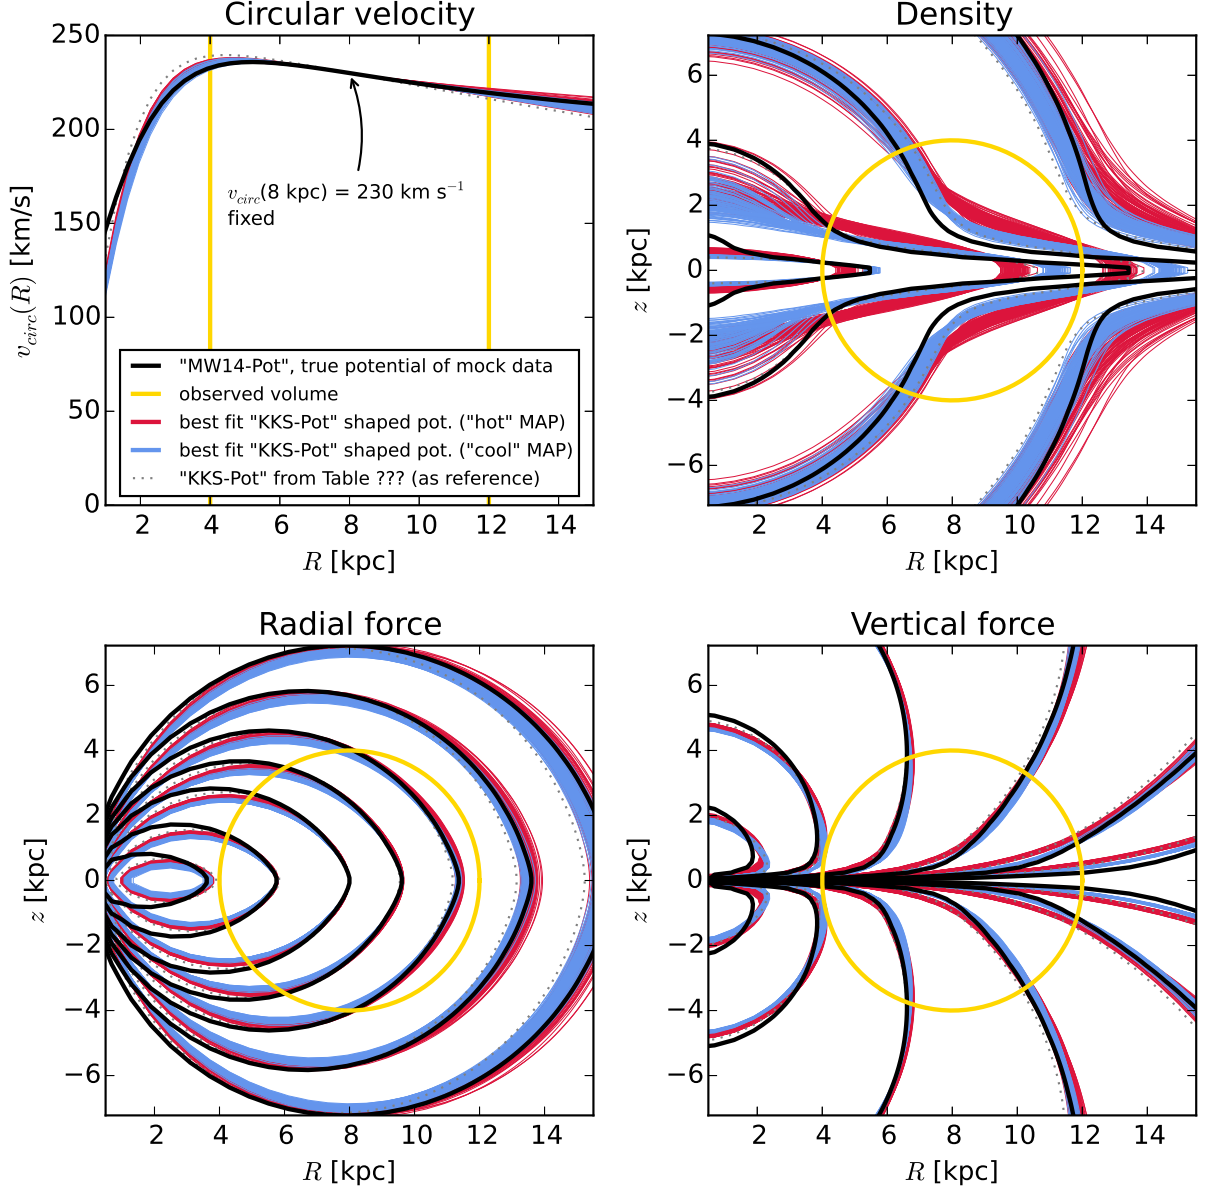 Circular velocity
250
200
150
100
50
0
2 4 6 8 10 12 14
R [kpc]
v_circ(R) [km/s]
v_circ(8 kpc) = 230 km s⁻¹
fixed
"MW14-Pot", true potential of mock data
observed volume
best fit "KKS-Pot" shaped pot. ("hot" MAP)
best fit "KKS-Pot" shaped pot. ("cool" MAP)
"KKS-Pot" from Table ??? (as reference)
Density
6
4
2
0
−2
−4
−6
2 4 6 8 10 12 14
R [kpc]
z [kpc]
Radial force
6
4
2
0
−2
−4
−6
2 4 6 8 10 12 14
R [kpc]
z [kpc]
Vertical force
6
4
2
0
−2
−4
−6
2 4 6 8 10 12 14
R [kpc]
z [kpc]